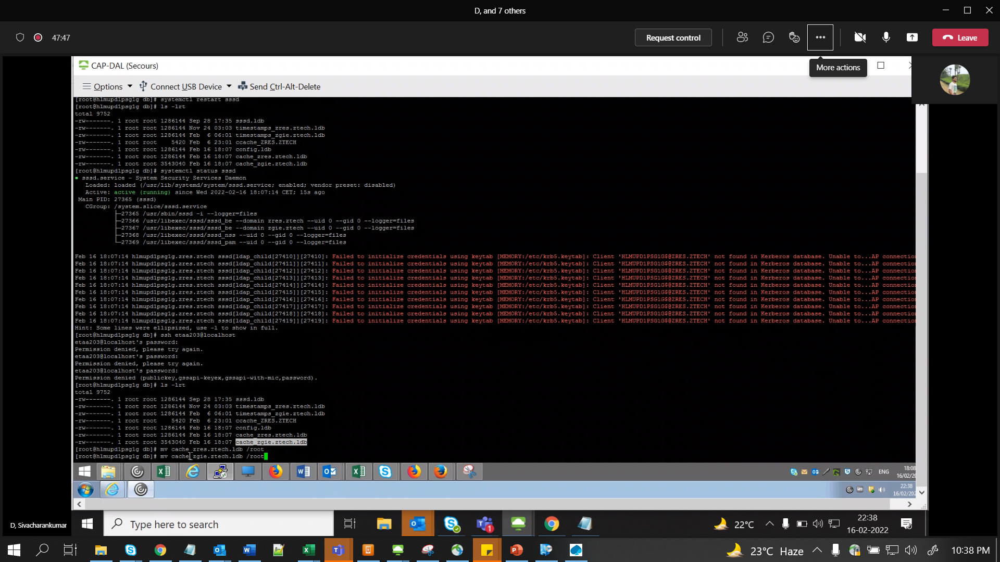 D, and 7 others
47:47
Request control
Leave
CAP-DAL (Secours)
More actions
Options
Connect USB Device
Send Ctrl-Alt-Delete
[root@hlmupd1psg1g db]# systemctl restart sssd
[root@hlmupd1psg1g db]# ls -lrt
total 9752
-rw-------. 1 root root 1286144 Sep 28 17:35 sssd.ldb
-rw-------. 1 root root 1286144 Nov 24 03:03 timestamps_zres.ztech.ldb
-rw-------. 1 root root 1286144 Feb  6 06:01 timestamps_zgie.ztech.ldb
-rw-------. 1 root root    5420 Feb  6 23:01 ccache_ZRES.ZTECH
-rw-------. 1 root root 1286144 Feb 16 18:07 config.ldb
-rw-------. 1 root root 1286144 Feb 16 18:07 cache_zres.ztech.ldb
-rw-------. 1 root root 3543040 Feb 16 18:07 cache_zgie.ztech.ldb
[root@hlmupd1psg1g db]# systemctl status sssd
● sssd.service - System Security Services Daemon
Loaded: loaded (/usr/lib/systemd/system/sssd.service; enabled; vendor preset: disabled)
Active: active (running) since Wed 2022-02-16 18:07:14 CET; 15s ago
Main PID: 27365 (sssd)
CGroup: /system.slice/sssd.service
├─27365 /usr/sbin/sssd -i --logger=files
├─27366 /usr/libexec/sssd/sssd_be --domain zres.ztech --uid 0 --gid 0 --logger=files
├─27367 /usr/libexec/sssd/sssd_be --domain zgie.ztech --uid 0 --gid 0 --logger=files
├─27368 /usr/libexec/sssd/sssd_nss --uid 0 --gid 0 --logger=files
└─27369 /usr/libexec/sssd/sssd_pam --uid 0 --gid 0 --logger=files
Feb 16 18:07:14 hlmupd1psg1g.zres.ztech sssd[ldap_child[27410]][27410]: Failed to initialize credentials using keytab [MEMORY:/etc/krb5.keytab]: Client 'HLMUPD1PSG1G$@ZRES.ZTECH' not found in Kerberos database. Unable to...AP connection
Feb 16 18:07:14 hlmupd1psg1g.zres.ztech sssd[ldap_child[27411]][27411]: Failed to initialize credentials using keytab [MEMORY:/etc/krb5.keytab]: Client 'HLMUPD1PSG1G$@ZRES.ZTECH' not found in Kerberos database. Unable to...AP connection
Feb 16 18:07:14 hlmupd1psg1g.zres.ztech sssd[ldap_child[27412]][27412]: Failed to initialize credentials using keytab [MEMORY:/etc/krb5.keytab]: Client 'HLMUPD1PSG1G$@ZRES.ZTECH' not found in Kerberos database. Unable to...AP connection
Feb 16 18:07:14 hlmupd1psg1g.zres.ztech sssd[ldap_child[27413]][27413]: Failed to initialize credentials using keytab [MEMORY:/etc/krb5.keytab]: Client 'HLMUPD1PSG1G$@ZRES.ZTECH' not found in Kerberos database. Unable to...AP connection
Feb 16 18:07:14 hlmupd1psg1g.zres.ztech sssd[ldap_child[27414]][27414]: Failed to initialize credentials using keytab [MEMORY:/etc/krb5.keytab]: Client 'HLMUPD1PSG1G$@ZRES.ZTECH' not found in Kerberos database. Unable to...AP connection
Feb 16 18:07:14 hlmupd1psg1g.zres.ztech sssd[ldap_child[27415]][27415]: Failed to initialize credentials using keytab [MEMORY:/etc/krb5.keytab]: Client 'HLMUPD1PSG1G$@ZRES.ZTECH' not found in Kerberos database. Unable to...AP connection
Feb 16 18:07:14 hlmupd1psg1g.zres.ztech sssd[ldap_child[27416]][27416]: Failed to initialize credentials using keytab [MEMORY:/etc/krb5.keytab]: Client 'HLMUPD1PSG1G$@ZRES.ZTECH' not found in Kerberos database. Unable to...AP connection
Feb 16 18:07:14 hlmupd1psg1g.zres.ztech sssd[ldap_child[27417]][27417]: Failed to initialize credentials using keytab [MEMORY:/etc/krb5.keytab]: Client 'HLMUPD1PSG1G$@ZRES.ZTECH' not found in Kerberos database. Unable to...AP connection
Feb 16 18:07:14 hlmupd1psg1g.zres.ztech sssd[ldap_child[27418]][27418]: Failed to initialize credentials using keytab [MEMORY:/etc/krb5.keytab]: Client 'HLMUPD1PSG1G$@ZRES.ZTECH' not found in Kerberos database. Unable to...AP connection
Feb 16 18:07:14 hlmupd1psg1g.zres.ztech sssd[ldap_child[27419]][27419]: Failed to initialize credentials using keytab [MEMORY:/etc/krb5.keytab]: Client 'HLMUPD1PSG1G$@ZRES.ZTECH' not found in Kerberos database. Unable to...AP connection
Hint: Some lines were ellipsized, use -l to show in full.
[root@hlmupd1psg1g db]# ssh etaa203@localhost
etaa203@localhost's password:
Permission denied, please try again.
etaa203@localhost's password:
Permission denied, please try again.
etaa203@localhost's password:
Permission denied (publickey,gssapi-keyex,gssapi-with-mic,password).
[root@hlmupd1psg1g db]# ls -lrt
total 9752
-rw-------. 1 root root 1286144 Sep 28 17:35 sssd.ldb
-rw-------. 1 root root 1286144 Nov 24 03:03 timestamps_zres.ztech.ldb
-rw-------. 1 root root 1286144 Feb  6 06:01 timestamps_zgie.ztech.ldb
-rw-------. 1 root root    5420 Feb  6 23:01 ccache_ZRES.ZTECH
-rw-------. 1 root root 1286144 Feb 16 18:07 config.ldb
-rw-------. 1 root root 1286144 Feb 16 18:07 cache_zres.ztech.ldb
-rw-------. 1 root root 3543040 Feb 16 18:07 cache_zgie.ztech.ldb
[root@hlmupd1psg1g db]# mv cache_zres.ztech.ldb /root
[root@hlmupd1psg1g db]# mv cache_zgie.ztech.ldb /root
ENG
18:08
16/02/20
22:38
16/02/202
D, Sivacharankumar
Type here to search
1
22°C
22:38
16-02-2022
23°C Haze
10:38 PM